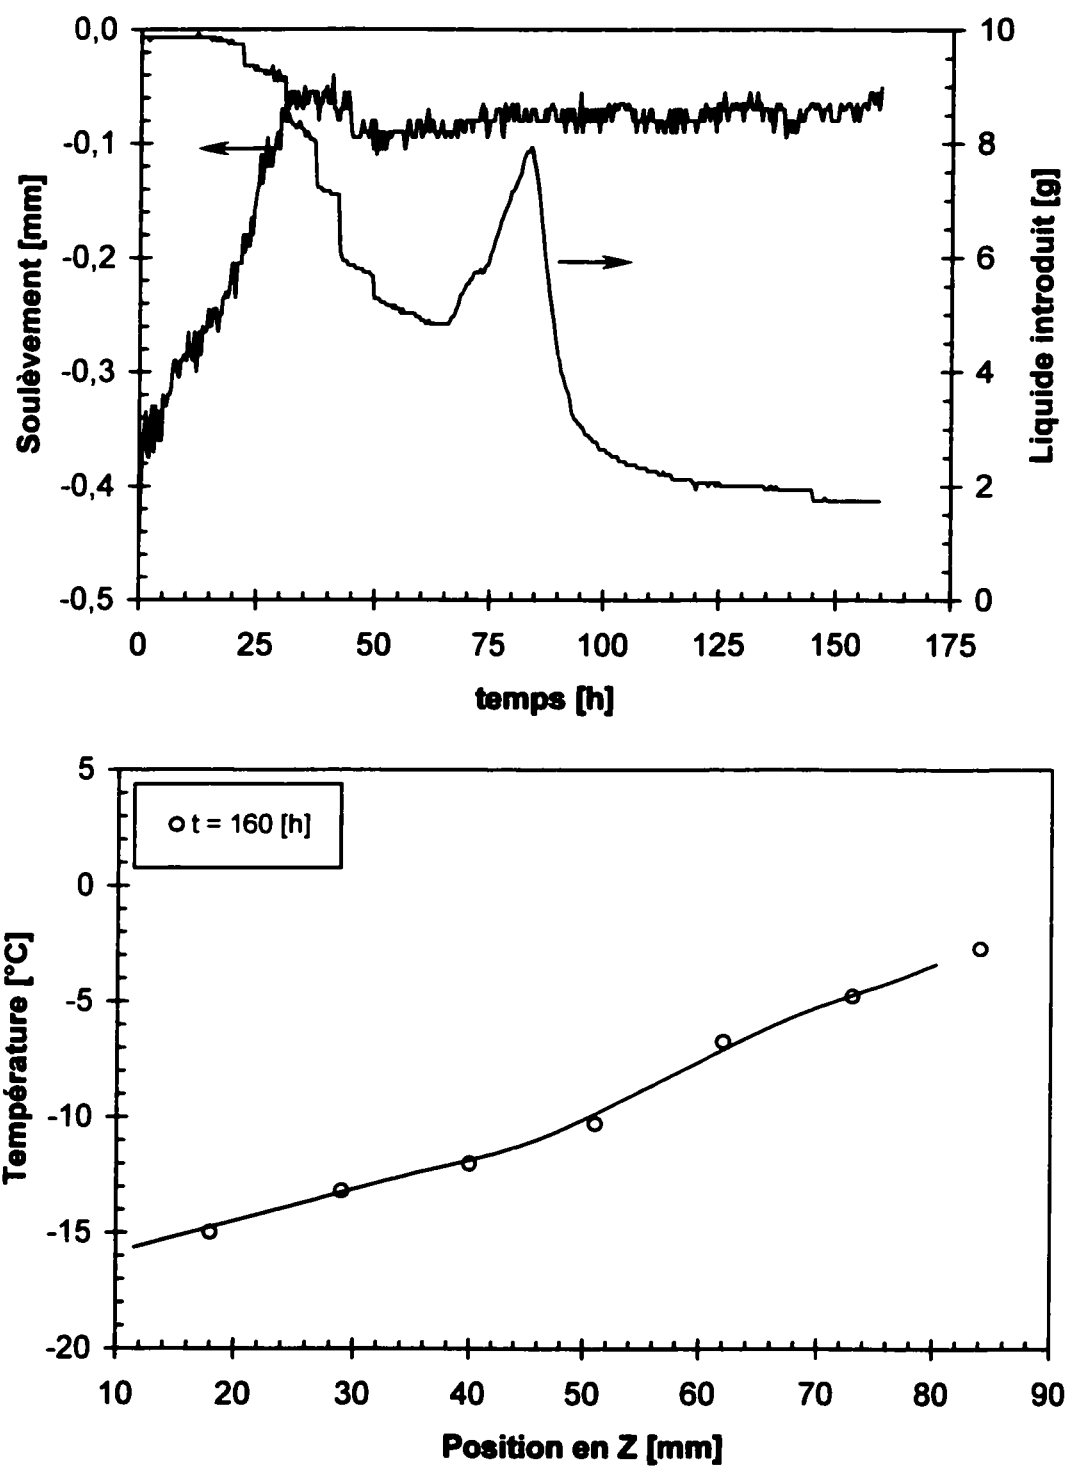 0,0
-0,1
-0,2
-0,3
-0,4
-0,5
Soulèvement [mm]
10
8
6
4
2
0
Liquide introduit [g]
0 25 50 75 100 125 150 175
temps [h]
5
0
-5
-10
-15
-20
Température [°C]
t = 160 [h]
10 20 30 40 50 60 70 80 90
Position en Z [mm]